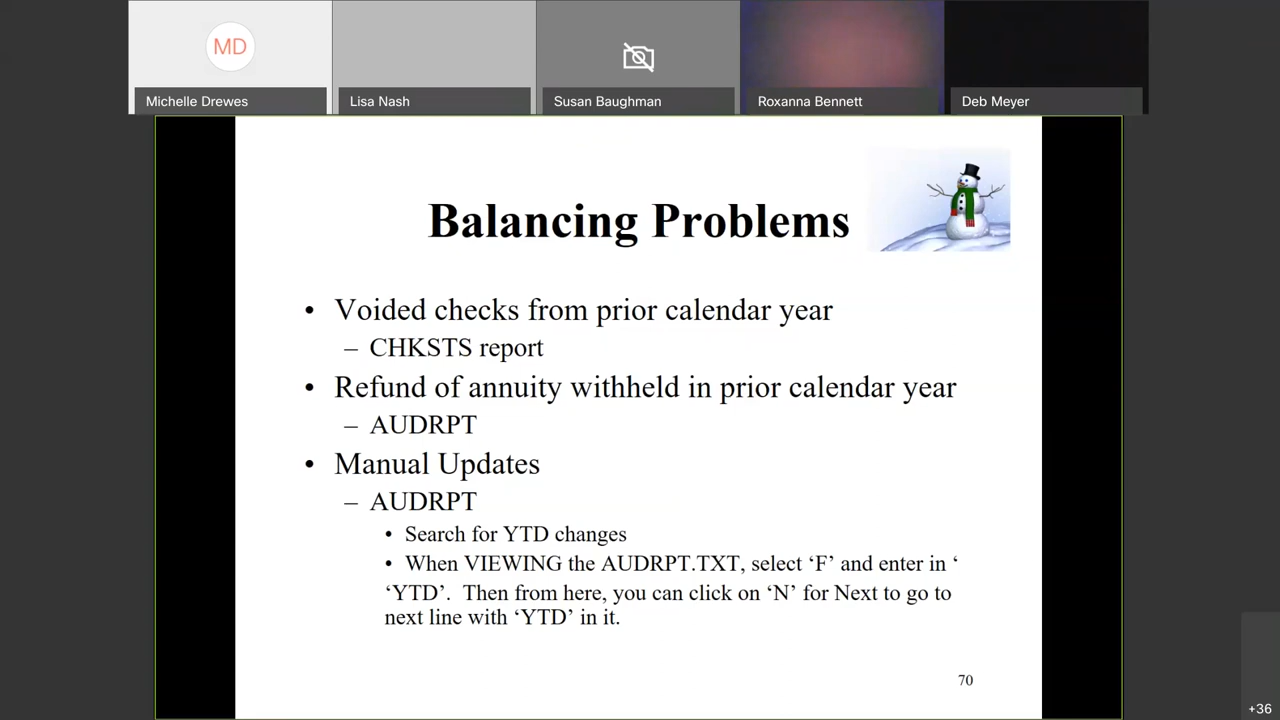 MD
Michelle Drewes
Lisa Nash
Susan Baughman
Roxanna Bennett
Deb Meyer
Balancing Problems
• Voided checks from prior calendar year
– CHKSTS report
• Refund of annuity withheld in prior calendar year
– AUDRPT
• Manual Updates
– AUDRPT
• Search for YTD changes
• When VIEWING the AUDRPT.TXT, select ‘F’ and enter in ‘
‘YTD’. Then from here, you can click on ‘N’ for Next to go to
next line with ‘YTD’ in it.
70
+36